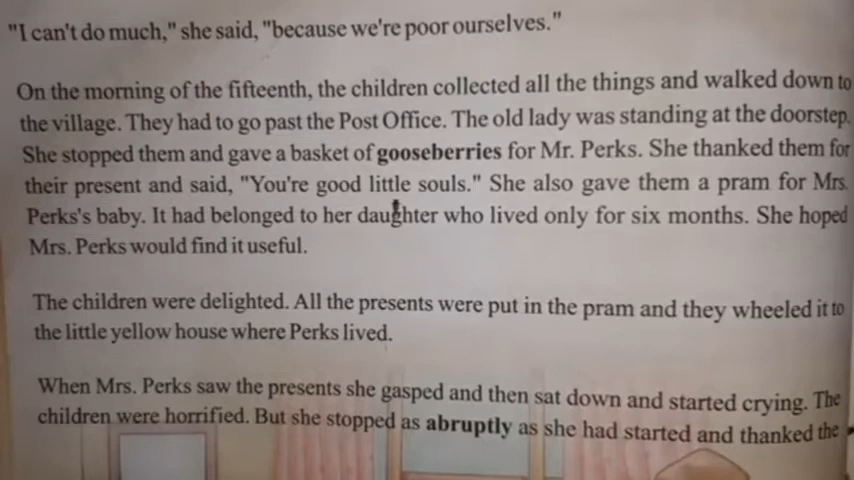 "I can't do much," she said, "because we're poor ourselves."
On the morning of the fifteenth, the children collected all the things and walked down to
the village. They had to go past the Post Office. The old lady was standing at the doorstep.
She stopped them and gave a basket of gooseberries for Mr. Perks. She thanked them for
their present and said, "You're good little souls." She also gave them a pram for Mrs.
Perks's baby. It had belonged to her daughter who lived only for six months. She hoped
Mrs. Perks would find it useful.
The children were delighted. All the presents were put in the pram and they wheeled it to
the little yellow house where Perks lived.
When Mrs. Perks saw the presents she gasped and then sat down and started crying. The
children were horrified. But she stopped as abruptly as she had started and thanked the